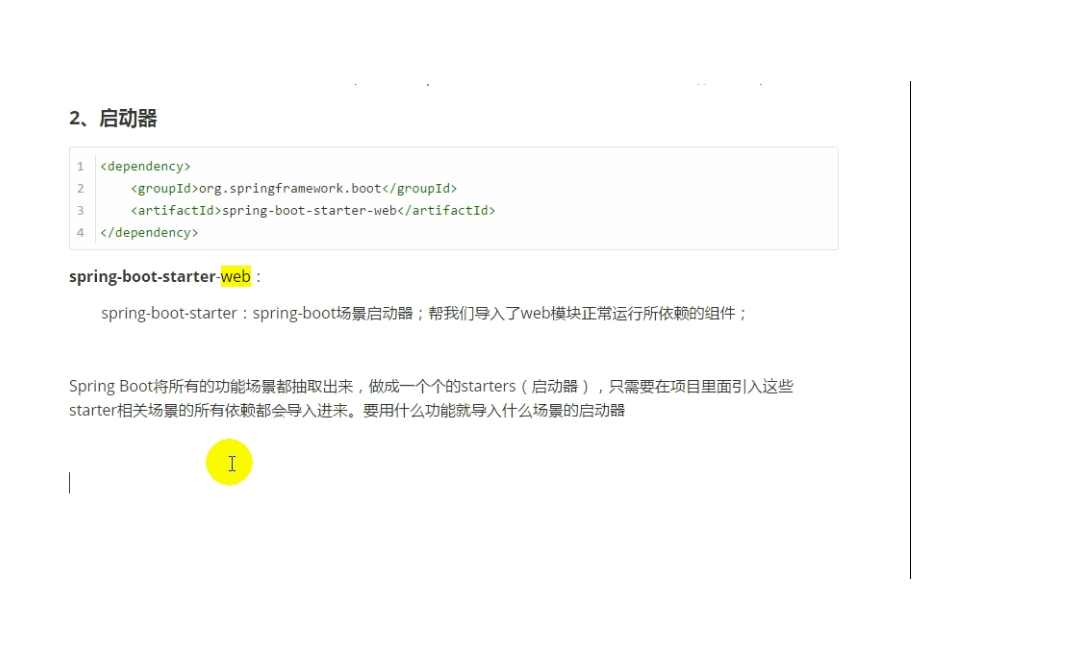 2、启动器
1 <dependency>
2     <groupId>org.springframework.boot</groupId>
3     <artifactId>spring-boot-starter-web</artifactId>
4 </dependency>
spring-boot-starter-web：
spring-boot-starter：spring-boot场景启动器；帮我们导入了web模块正常运行所依赖的组件；
Spring Boot将所有的功能场景都抽取出来，做成一个个的starters（启动器），只需要在项目里面引入这些
starter相关场景的所有依赖都会导入进来。要用什么功能就导入什么场景的启动器